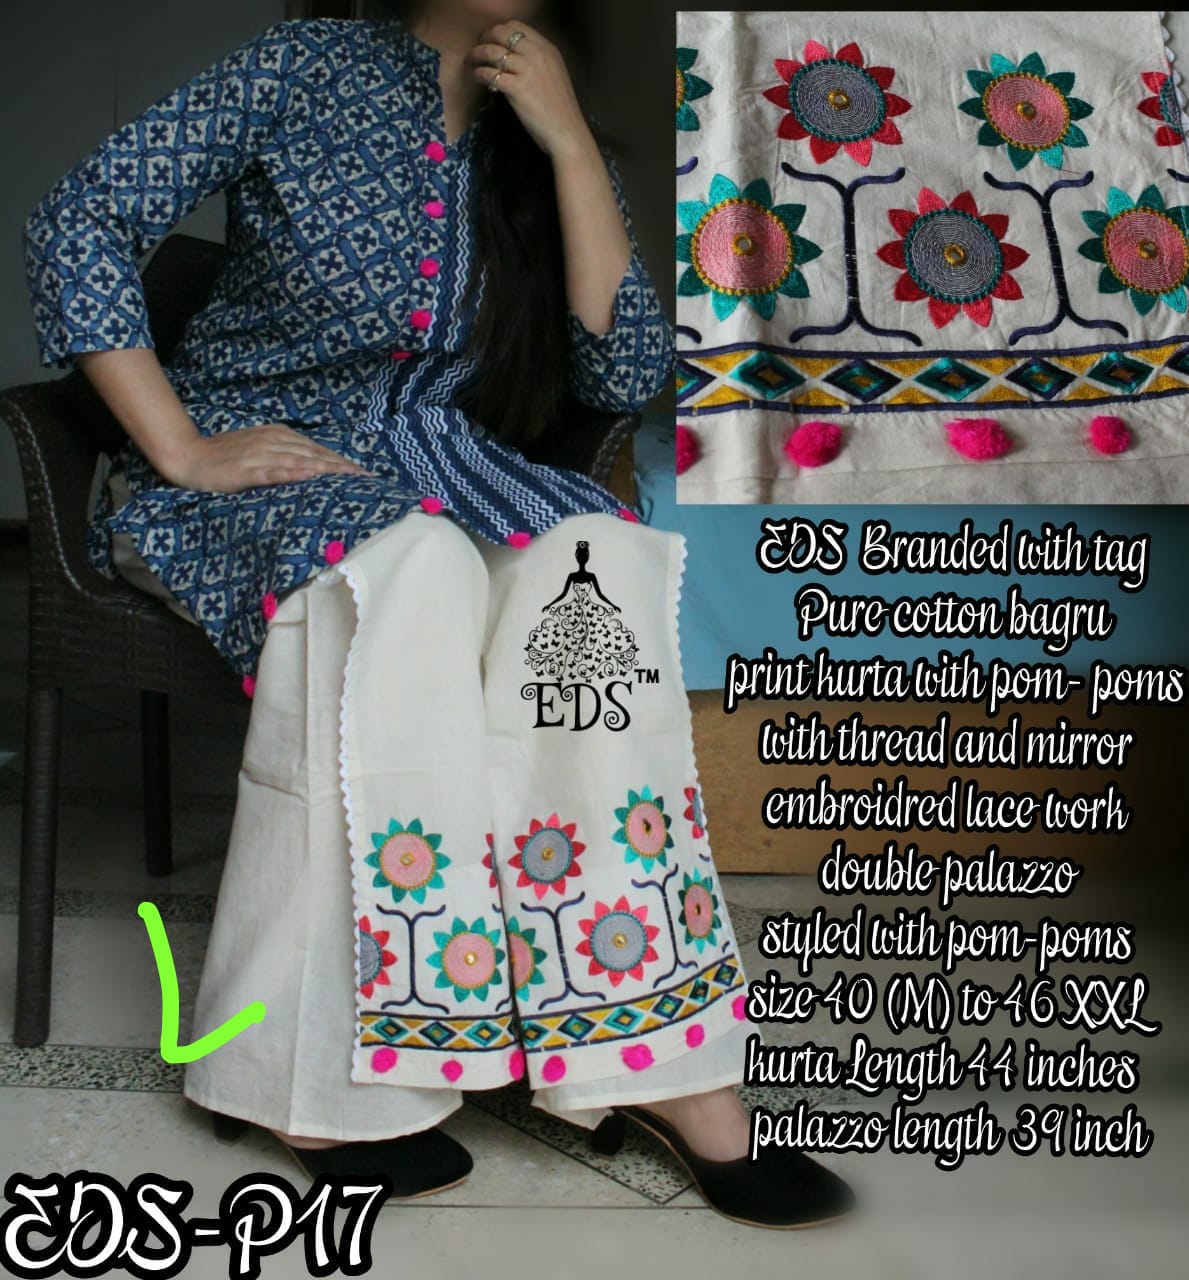 EDS™
EDS Branded with tag
Pure cotton bagru
print kurta with pom- poms
with thread and mirror
embroidred lace work
double palazzo
styled with pom-poms
size 40 (M) to 46 XXL
kurta Length 44 inches
palazzo length 39 inch
EDS-P17